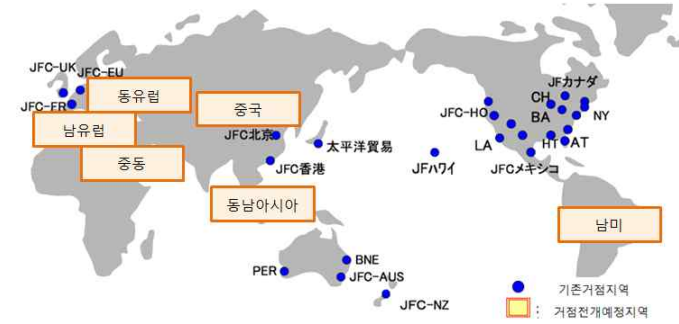 JFC-UK
JFC-EU
JFC-FR
동유럽
남유럽
중동
중국
JFC北京
太平洋貿易
JFC香港
동남아시아
PER
BNE
JFC-AUS
JFC-NZ
JFハワイ
JFカナダ
CH
JFC-HO
BA
NY
LA
HT
AT
JFCメキシコ
남미
기존거점지역
: 거점전개예정지역